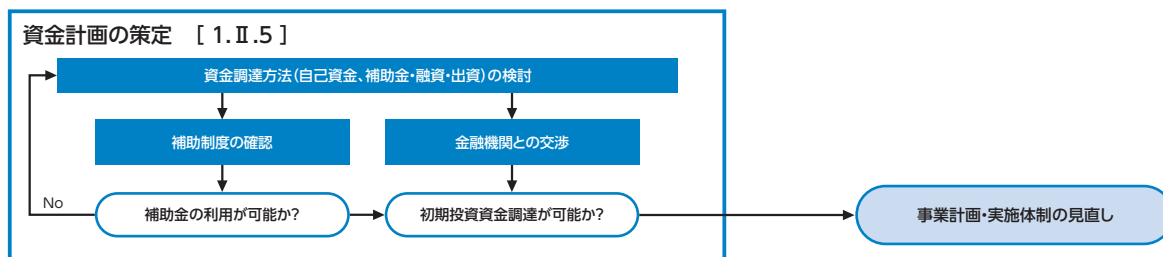 資金計画の策定 [ 1.Ⅱ.5 ]
資金調達方法(自己資金、補助金・融資・出資)の検討
補助制度の確認
金融機関との交渉
No
補助金の利用が可能か?
初期投資資金調達が可能か?
事業計画・実施体制の見直し